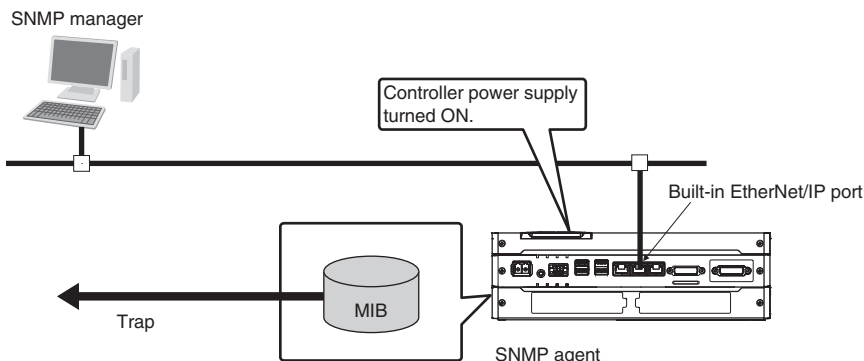 SNMP manager
Controller power supply
turned ON.
Built-in EtherNet/IP port
MIB
Trap
SNMP agent